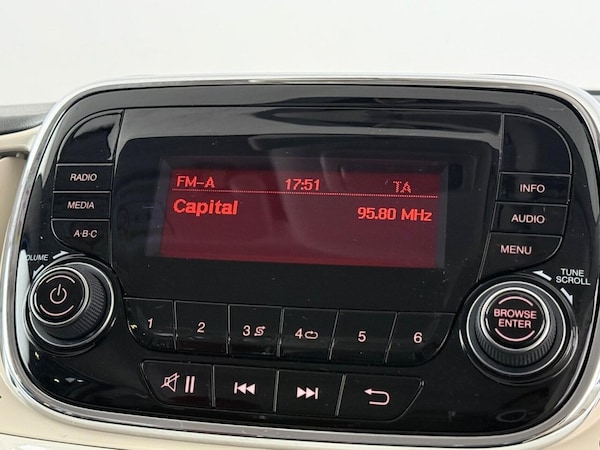 RADIO
MEDIA
A·B·C
VOLUME
FM-A 17:51 TA
Capital 95.80 MHz
INFO
AUDIO
MENU
TUNE
SCROLL
BROWSE
ENTER
1 2 3 4 5 6